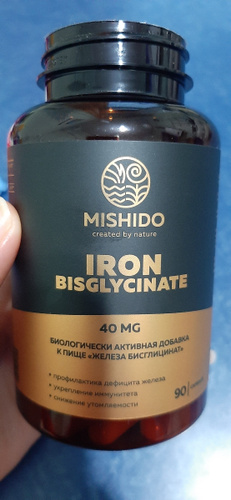 MISHIDO
created by nature
IRON
BISGLYCINATE
40 MG
БИОЛОГИЧЕСКИ АКТИВНАЯ ДОБАВКА
К ПИЩЕ «ЖЕЛЕЗА БИСГЛИЦИНАТ»
• профилактика дефицита железа
• укрепление иммунитета
• снижение утомляемости
90